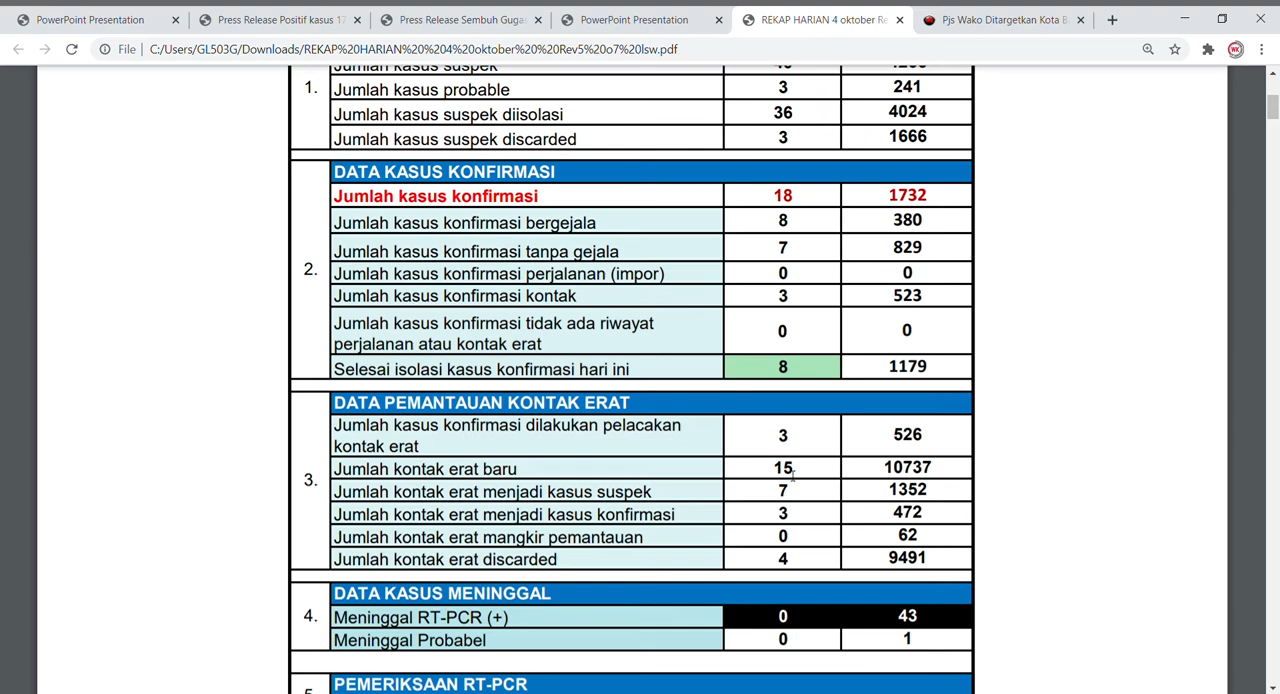 PowerPoint Presentation
Press Release Positif kasus 17
Press Release Sembuh Gugas
PowerPoint Presentation
REKAP HARIAN 4 oktober Re
Pjs Wako Ditargetkan Kota B
File C:/Users/GL503G/Downloads/REKAP%20HARIAN%20%204%20oktober%20%20Rev5%20o7%20lsw.pdf
1.
Jumlah kasus suspek
Jumlah kasus probable 3 241
Jumlah kasus suspek diisolasi 36 4024
Jumlah kasus suspek discarded 3 1666
2.
DATA KASUS KONFIRMASI
Jumlah kasus konfirmasi 18 1732
Jumlah kasus konfirmasi bergejala 8 380
Jumlah kasus konfirmasi tanpa gejala 7 829
Jumlah kasus konfirmasi perjalanan (impor) 0 0
Jumlah kasus konfirmasi kontak 3 523
Jumlah kasus konfirmasi tidak ada riwayat
perjalanan atau kontak erat 0 0
Selesai isolasi kasus konfirmasi hari ini 8 1179
3.
DATA PEMANTAUAN KONTAK ERAT
Jumlah kasus konfirmasi dilakukan pelacakan
kontak erat 3 526
Jumlah kontak erat baru 15 10737
Jumlah kontak erat menjadi kasus suspek 7 1352
Jumlah kontak erat menjadi kasus konfirmasi 3 472
Jumlah kontak erat mangkir pemantauan 0 62
Jumlah kontak erat discarded 4 9491
4.
DATA KASUS MENINGGAL
Meninggal RT-PCR (+) 0 43
Meninggal Probabel 0 1
5.
PEMERIKSAAN RT-PCR